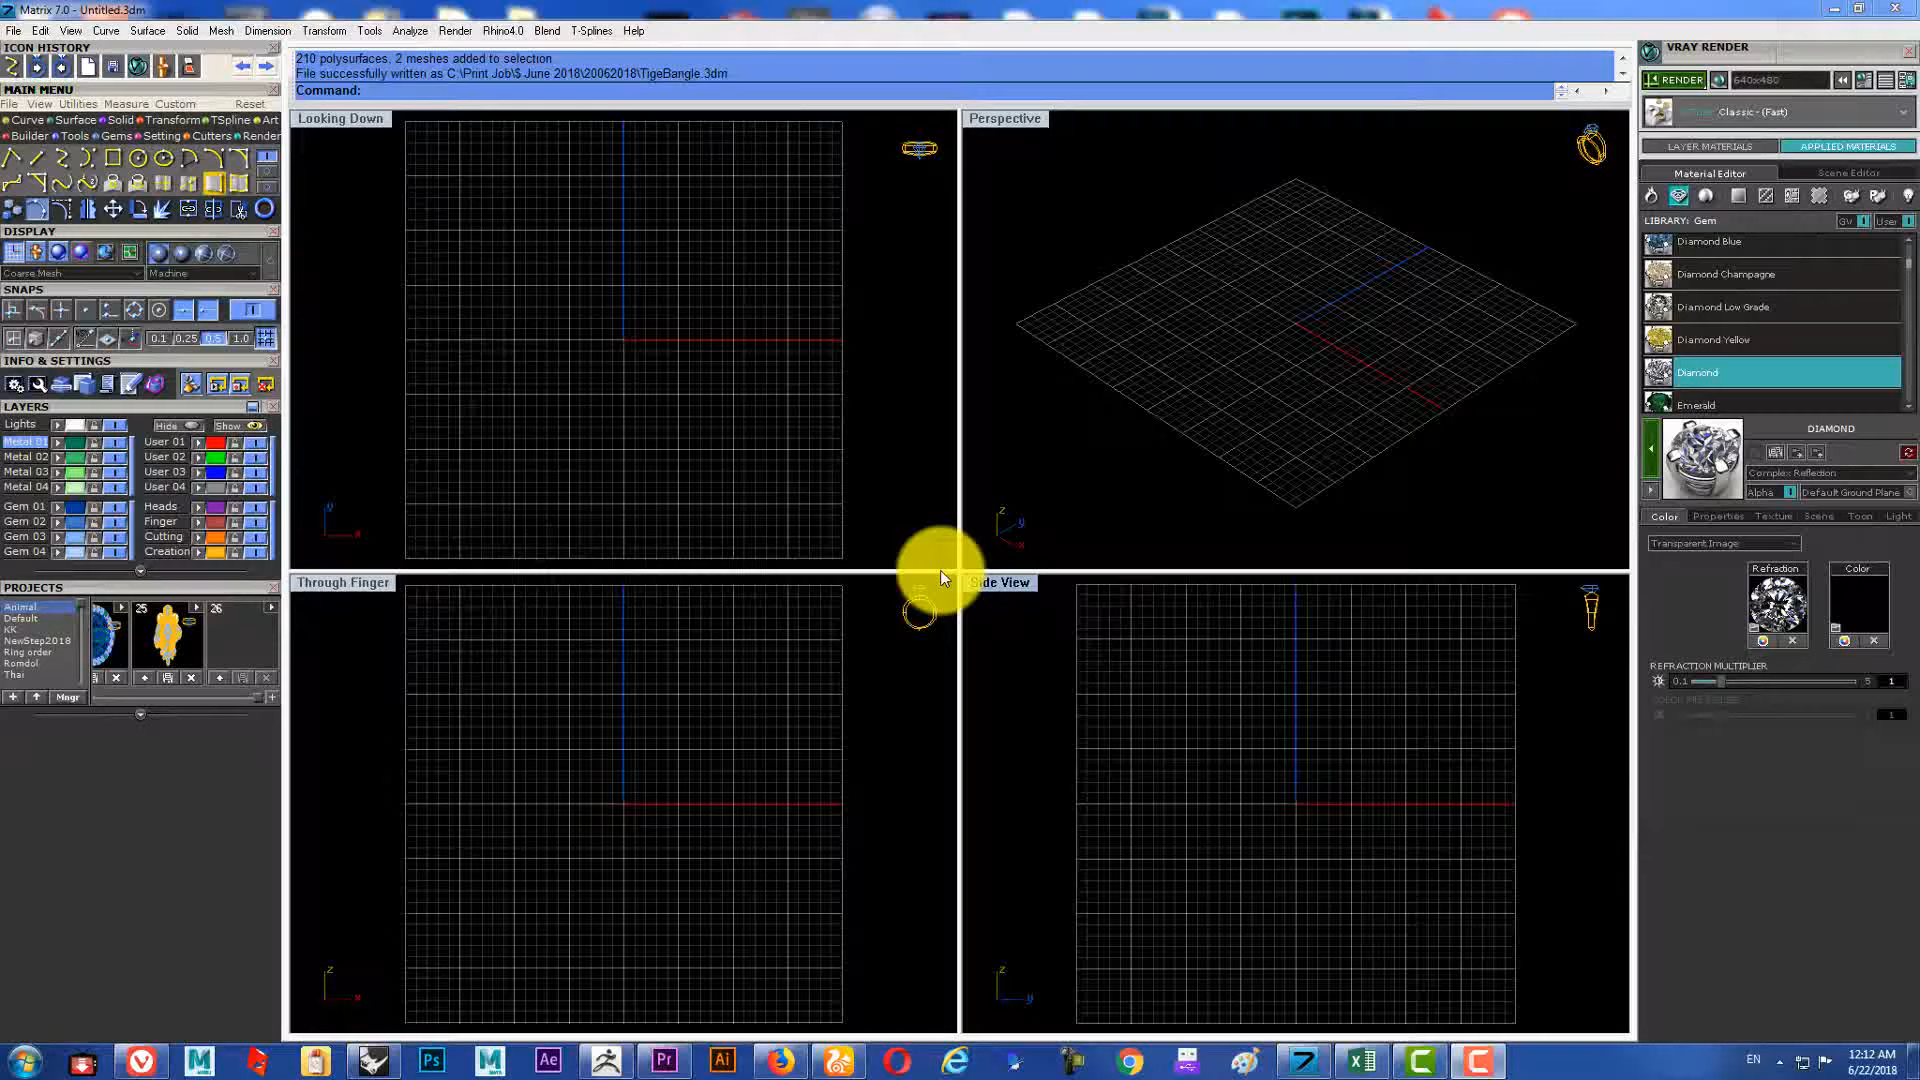 Matrix 7.0 - Untitled.3dm
File Edit View Curve Surface Solid Mesh Dimension Transform Tools Analyze Render Rhino4.0 Blend T-Splines Help
ICON HISTORY
MAIN MENU
File View Utilities Measure Custom Reset
Curve Surface Solid Transform TSpline Art
Builder Tools Gems Setting Cutters Render
DISPLAY
Coarse Mesh Machine
SNAPS
0.1 0.25 0.5 1.0
INFO & SETTINGS
LAYERS
Lights Hide Show
Metal 01 User 01
Metal 02 User 02
Metal 03 User 03
Metal 04 User 04
Gem 01 Heads
Gem 02 Finger
Gem 03 Cutting
Gem 04 Creation
PROJECTS
Animal
Default
KK
NewStep2018
Ring order
Romdol
Thai
25 26
+ Mngr +
210 polysurfaces, 2 meshes added to selection
File successfully written as C:\Print Job\$ June 2018\20062018\TigeBangle.3dm
Command:
Looking Down
y
x
Perspective
z
y
x
Through Finger
z
x
Side View
z
y
VRAY RENDER
RENDER 640x480
Classic - (Fast)
LAYER MATERIALS APPLIED MATERIALS
Material Editor Scene Editor
LIBRARY: Gem GV User
Diamond Blue
Diamond Champagne
Diamond Low Grade
Diamond Yellow
Diamond
Emerald
DIAMOND
Complex Reflection
Alpha Default Ground Plane
Color Properties Texture Scene Toon Light
Transparent Image
Refraction Color
REFRACTION MULTIPLIER
0.1 5 1
1
Ps Ae Pr Ai
EN 12:12 AM
6/22/2018